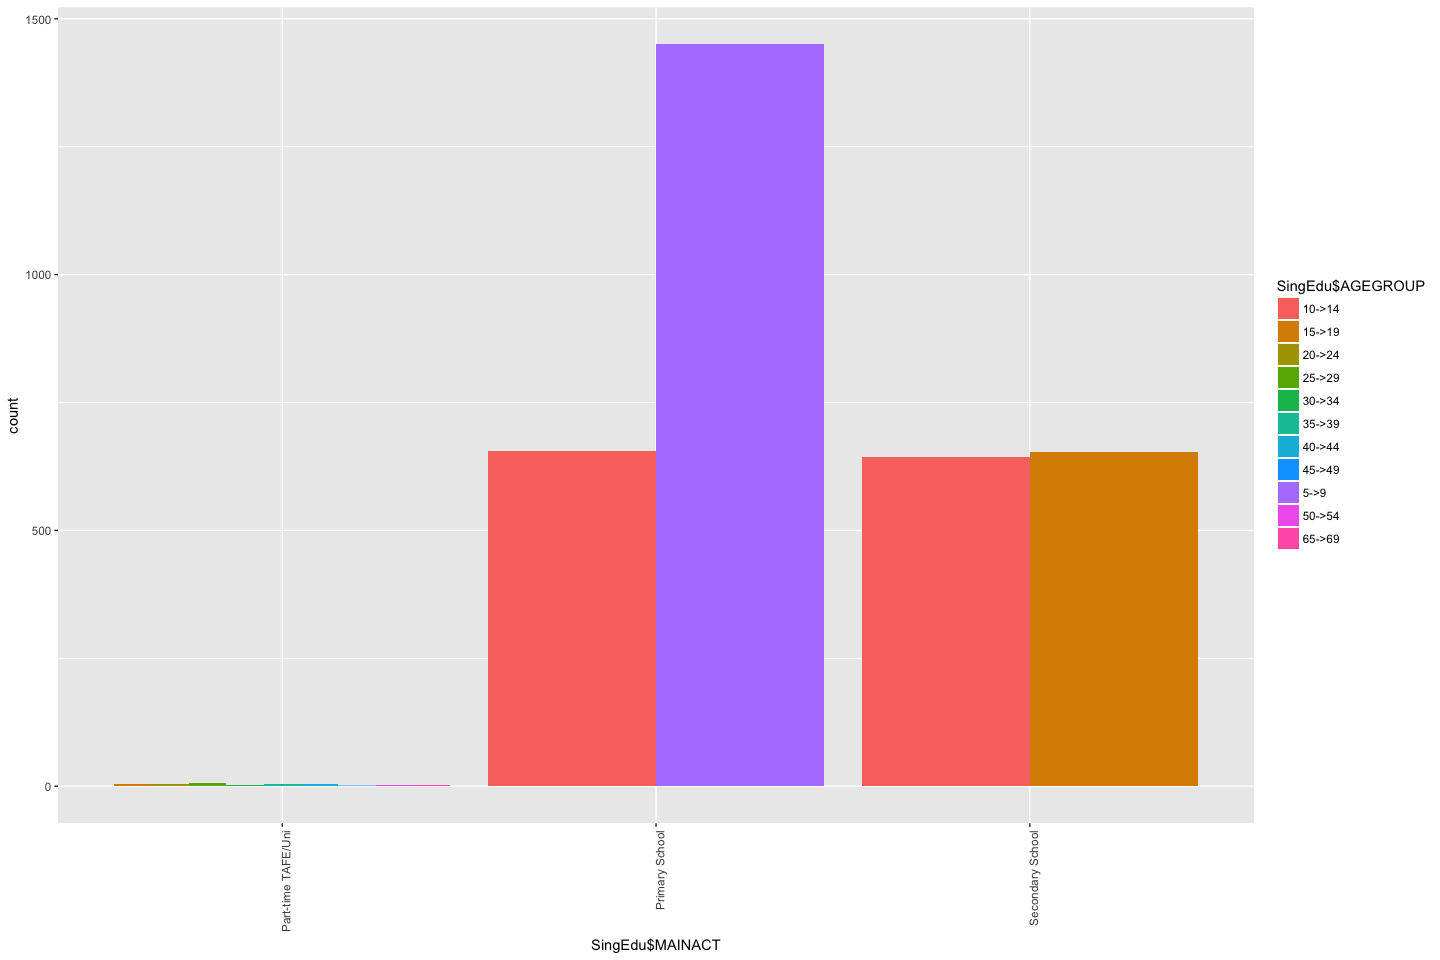 1500
1000
500
0
count
Part-time TAFE/Uni
Primary School
Secondary School
SingEdu$MAINACT
SingEdu$AGEGROUP
10->14
15->19
20->24
25->29
30->34
35->39
40->44
45->49
5->9
50->54
65->69